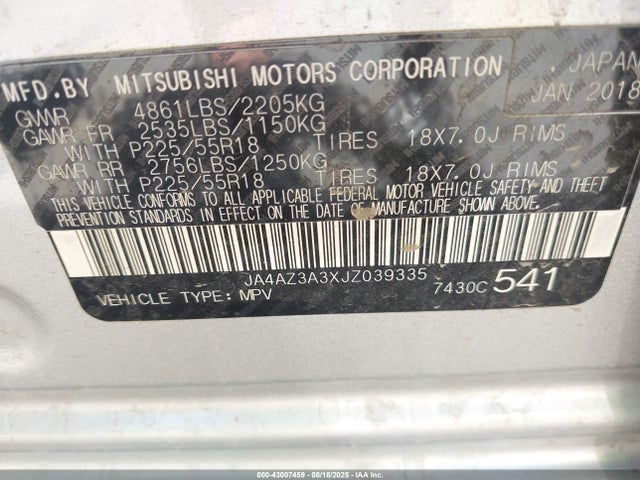 MFD.BY MITSUBISHI MOTORS CORPORATION , JAPAN
GVWR 4861LBS/2205KG JAN 2018
GAWR FR 2535LBS/1150KG
WITH P225/55R18 TIRES 18X7.0J RIMS
GAWR RR 2756LBS/1250KG
WITH P225/55R18 TIRES 18X7.0J RIMS
THIS VEHICLE CONFORMS TO ALL APPLICABLE FEDERAL MOTOR VEHICLE SAFETY AND THEFT
PREVENTION STANDARDS IN EFFECT ON THE DATE OF MANUFACTURE SHOWN ABOVE.
JA4AZ3A3XJZ039335
VEHICLE TYPE: MPV 7430C 541
000-43007459 - 08/18/2025 - IAAI.COM